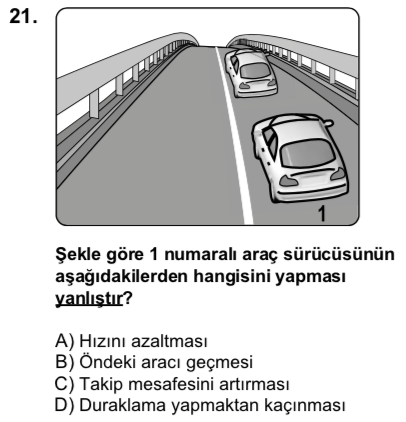 21.
1
Şekle göre 1 numaralı araç sürücüsünün
aşağıdakilerden hangisini yapması
yanlıştır?
A) Hızını azaltması
B) Öndeki aracı geçmesi
C) Takip mesafesini artırması
D) Duraklama yapmaktan kaçınması